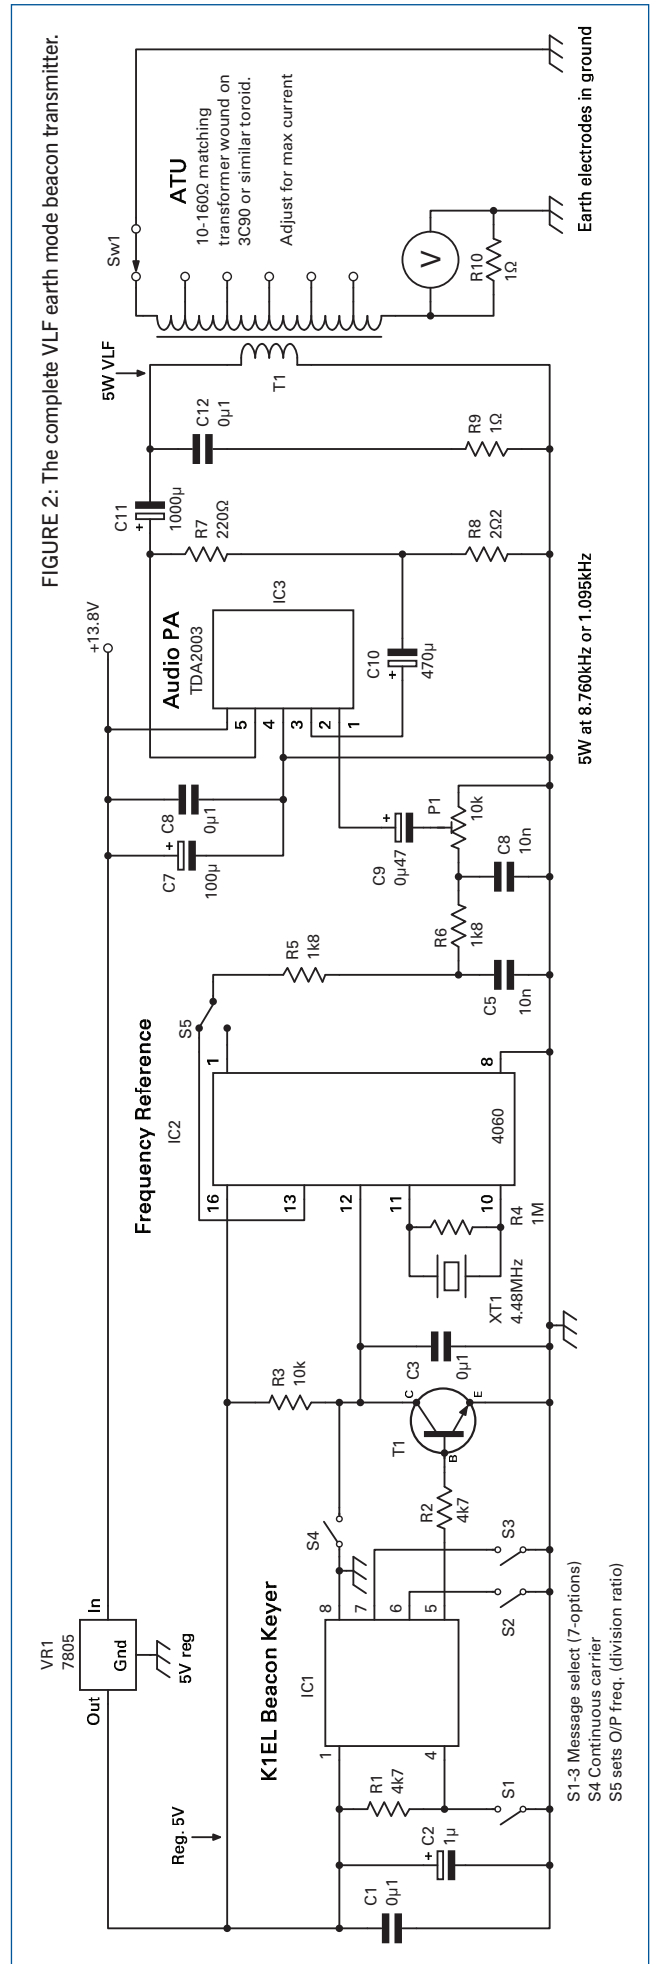 FIGURE 2: The complete VLF earth mode beacon transmitter.
VR1
7805
Out
In
Gnd
5V reg
Reg. 5V
+13.8V
K1EL Beacon Keyer
IC1
1
4
8
7
6
5
R1
4k7
C1
0µ1
C2
1µ
+
S1
S2
S3
S4
R2
4k7
R3
10k
T1
C
B
E
C3
0µ1
XT1
4.48MHz
R4
1M
Frequency Reference
IC2
4060
16
13
12
11
10
1
8
S5
R5
1k8
C5
10n
R6
1k8
C8
10n
P1
10k
C9
0µ47
+
C7
100µ
+
C8
0µ1
Audio PA
TDA2003
IC3
5
4
3
2
1
C10
470µ
+
C11
1000µ
+
R7
220Ω
R8
2Ω2
C12
0µ1
R9
1Ω
5W VLF
T1
Sw1
ATU
10-160Ω matching
transformer wound on
3C90 or similar toroid.
Adjust for max current
V
R10
1Ω
Earth electrodes in ground
5W at 8.760kHz or 1.095kHz
S1-3 Message select (7-options)
S4 Continuous carrier
S5 sets O/P freq. (division ratio)